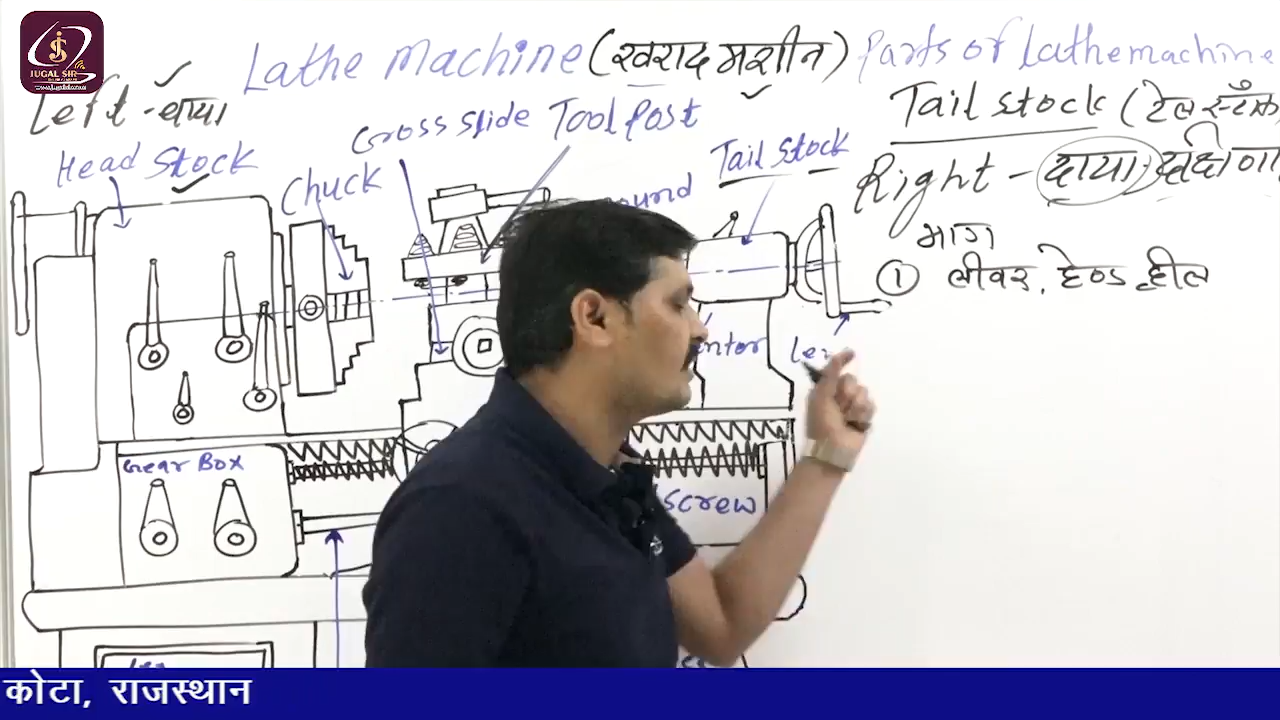 JUGAL SIR
Lathe Machine (खराद मशीन) Parts of lathe machine
Left - बाया
Tail stock (टेल स्टॉक
Head Stock
Chuck
Cross slide
Tool Post
Tail Stock
Right - दाया, दक्षिण
भाग
① लीवर, हेण्ड व्हील
Gear Box
Screw
कोटा, राजस्थान